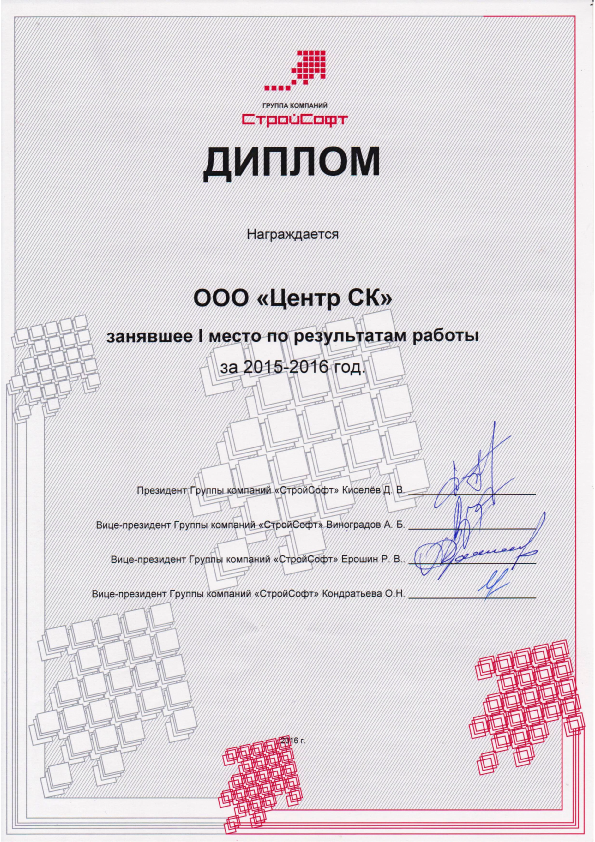 ГРУППА КОМПАНИЙ
СтройСофт
ДИПЛОМ
Награждается
ООО «Центр СК»
занявшее I место по результатам работы
за 2015-2016 год.
Президент Группы компаний «СтройСофт» Киселёв Д. В.
Вице-президент Группы компаний «СтройСофт» Виноградов А. Б.
Вице-президент Группы компаний «СтройСофт» Ерошин Р. В..
Вице-президент Группы компаний «СтройСофт» Кондратьева О.Н.
2016 г.